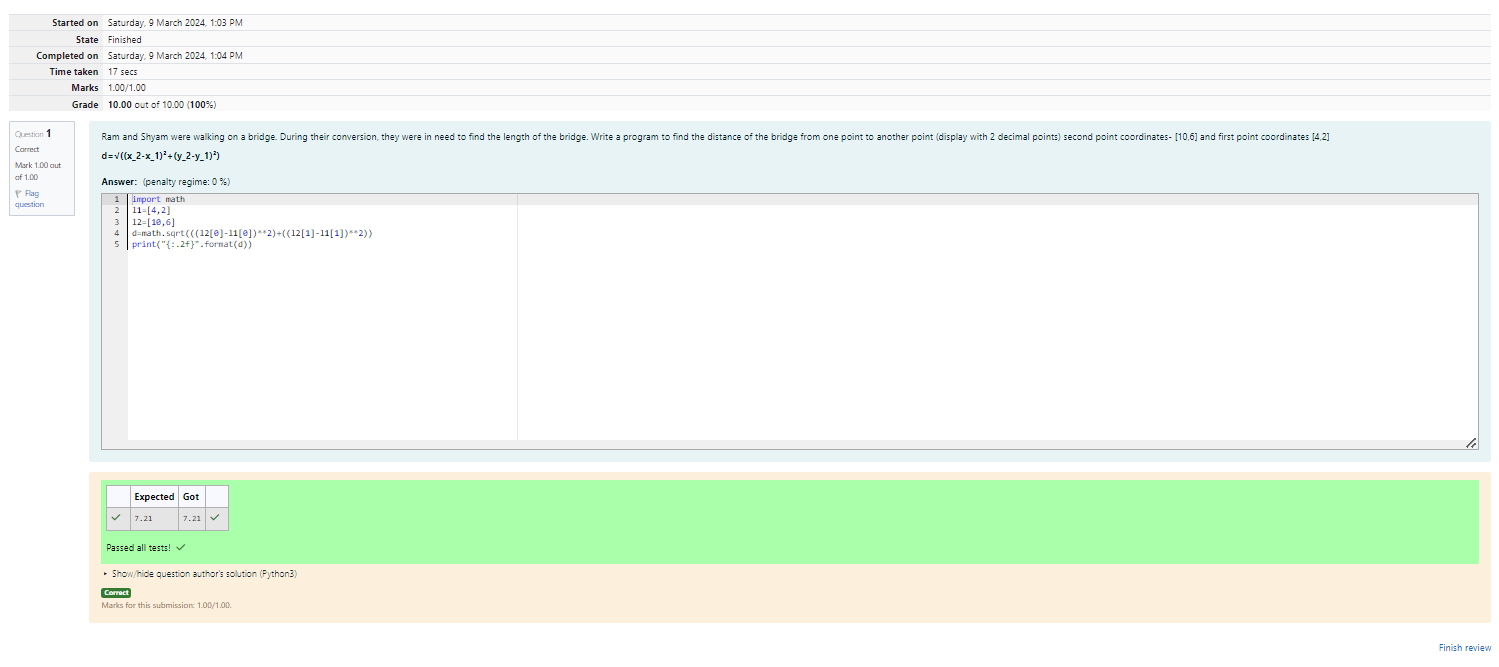 Started on Saturday, 9 March 2024, 1:03 PM
State Finished
Completed on Saturday, 9 March 2024, 1:04 PM
Time taken 17 secs
Marks 1.00/1.00
Grade 10.00 out of 10.00 (100%)
Question 1
Correct
Mark 1.00 out
of 1.00
Flag
question
Ram and Shyam were walking on a bridge. During their conversion, they were in need to find the length of the bridge. Write a program to find the distance of the bridge from one point to another point (display with 2 decimal points) second point coordinates- [10,6] and first point coordinates [4,2]
d=√((x_2-x_1)²+(y_2-y_1)²)
Answer: (penalty regime: 0 %)
1 import math
2 l1=[4,2]
3 l2=[10,6]
4 d=math.sqrt(((l2[0]-l1[0])**2)+((l2[1]-l1[1])**2))
5 print("{:.2f}".format(d))
Expected Got
7.21 7.21
Passed all tests!
Show/hide question author's solution (Python3)
Correct
Marks for this submission: 1.00/1.00.
Finish review